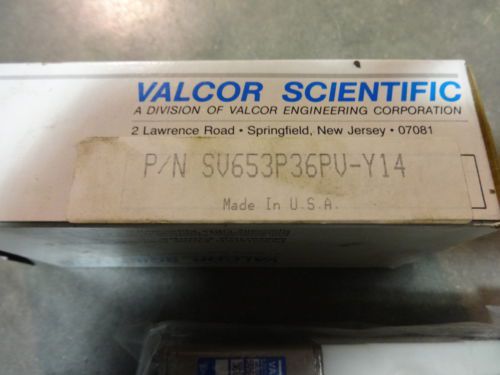 VALCOR SCIENTIFIC
A DIVISION OF VALCOR ENGINEERING CORPORATION
2 Lawrence Road • Springfield, New Jersey • 07081
P/N SV653P36PV-Y14
Made In U.S.A.